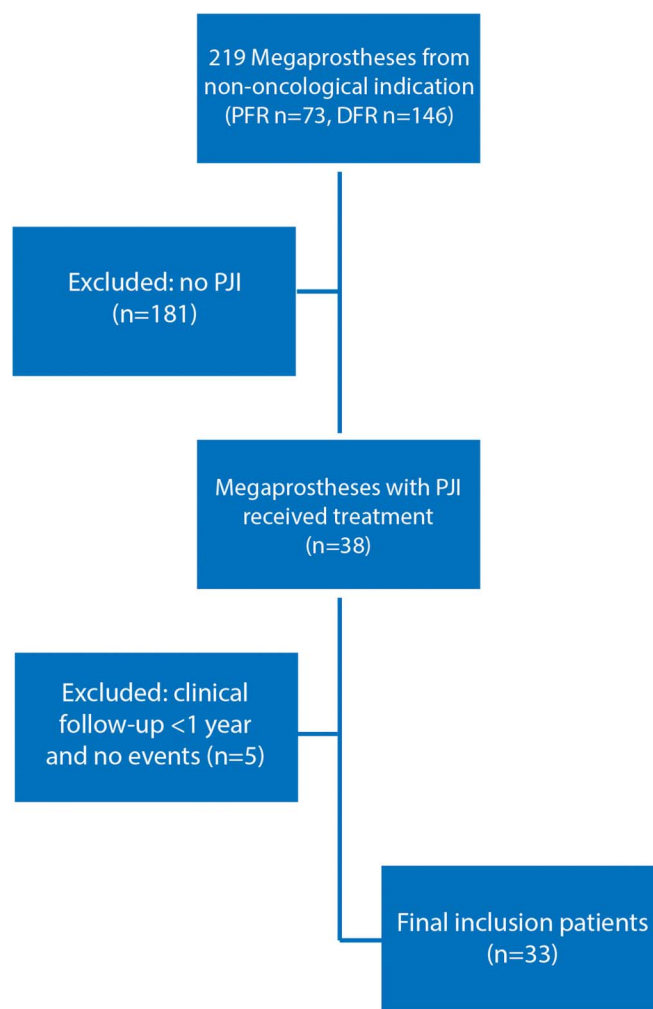 219 Megaprostheses from
non-oncological indication
(PFR n=73, DFR n=146)
Excluded: no PJI
(n=181)
Megaprostheses with PJI
received treatment
(n=38)
Excluded: clinical
follow-up <1 year
and no events (n=5)
Final inclusion patients
(n=33)